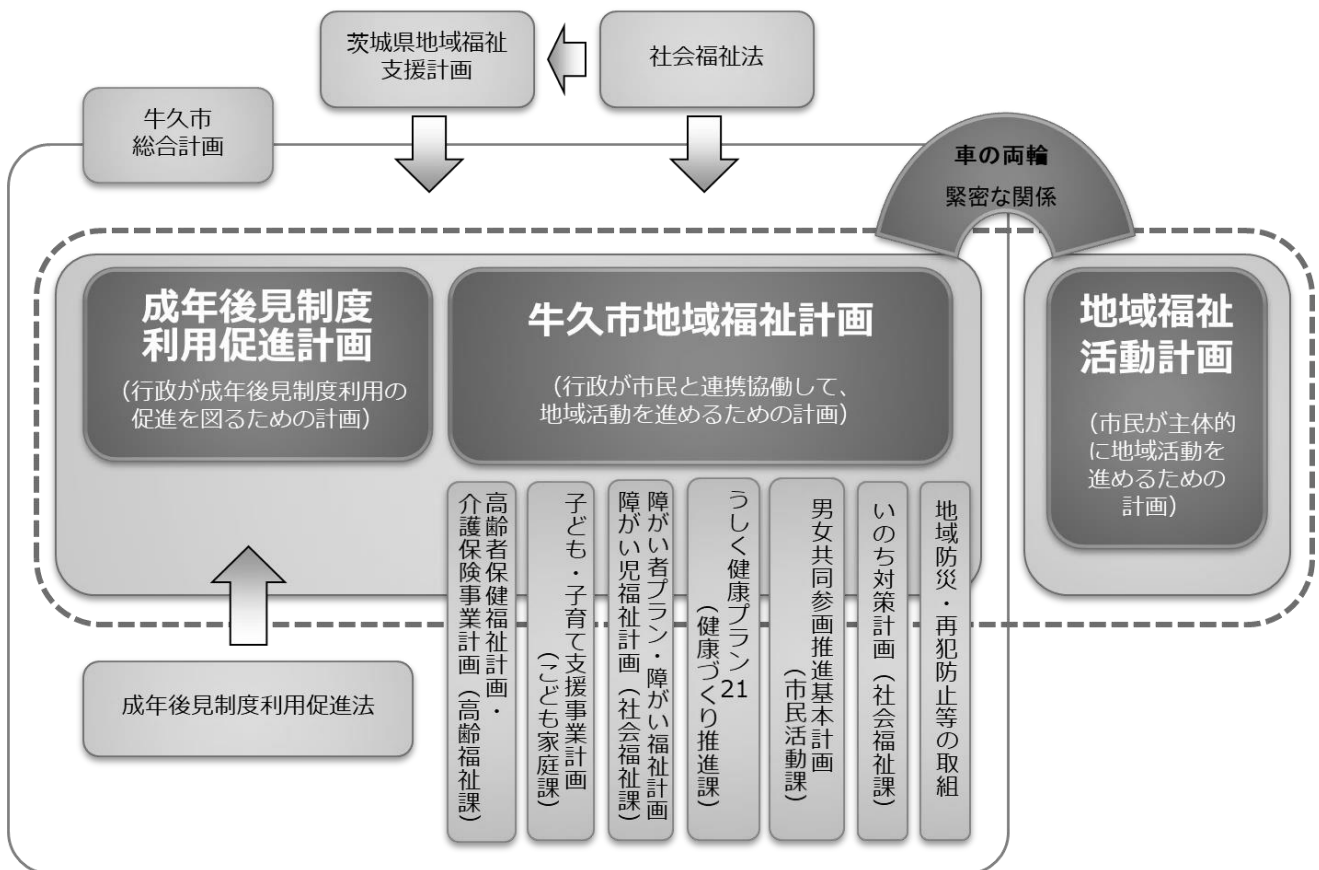 茨城県地域福祉
支援計画
社会福祉法
牛久市
総合計画
車の両輪
緊密な関係
成年後見制度
利用促進計画
（行政が成年後見制度利用の
促進を図るための計画）
牛久市地域福祉計画
（行政が市民と連携協働して、
地域活動を進めるための計画）
地域福祉
活動計画
（市民が主体的
に地域活動を
進めるための
計画）
高齢者保健福祉計画・
介護保険事業計画（高齢福祉課）
子ども・子育て支援事業計画
（こども家庭課）
障がい者プラン・障がい福祉計画
障がい児福祉計画（社会福祉課）
うしく健康プラン21
（健康づくり推進課）
男女共同参画推進基本計画
（市民活動課）
いのち対策計画（社会福祉課）
地域防災・再犯防止等の取組
成年後見制度利用促進法